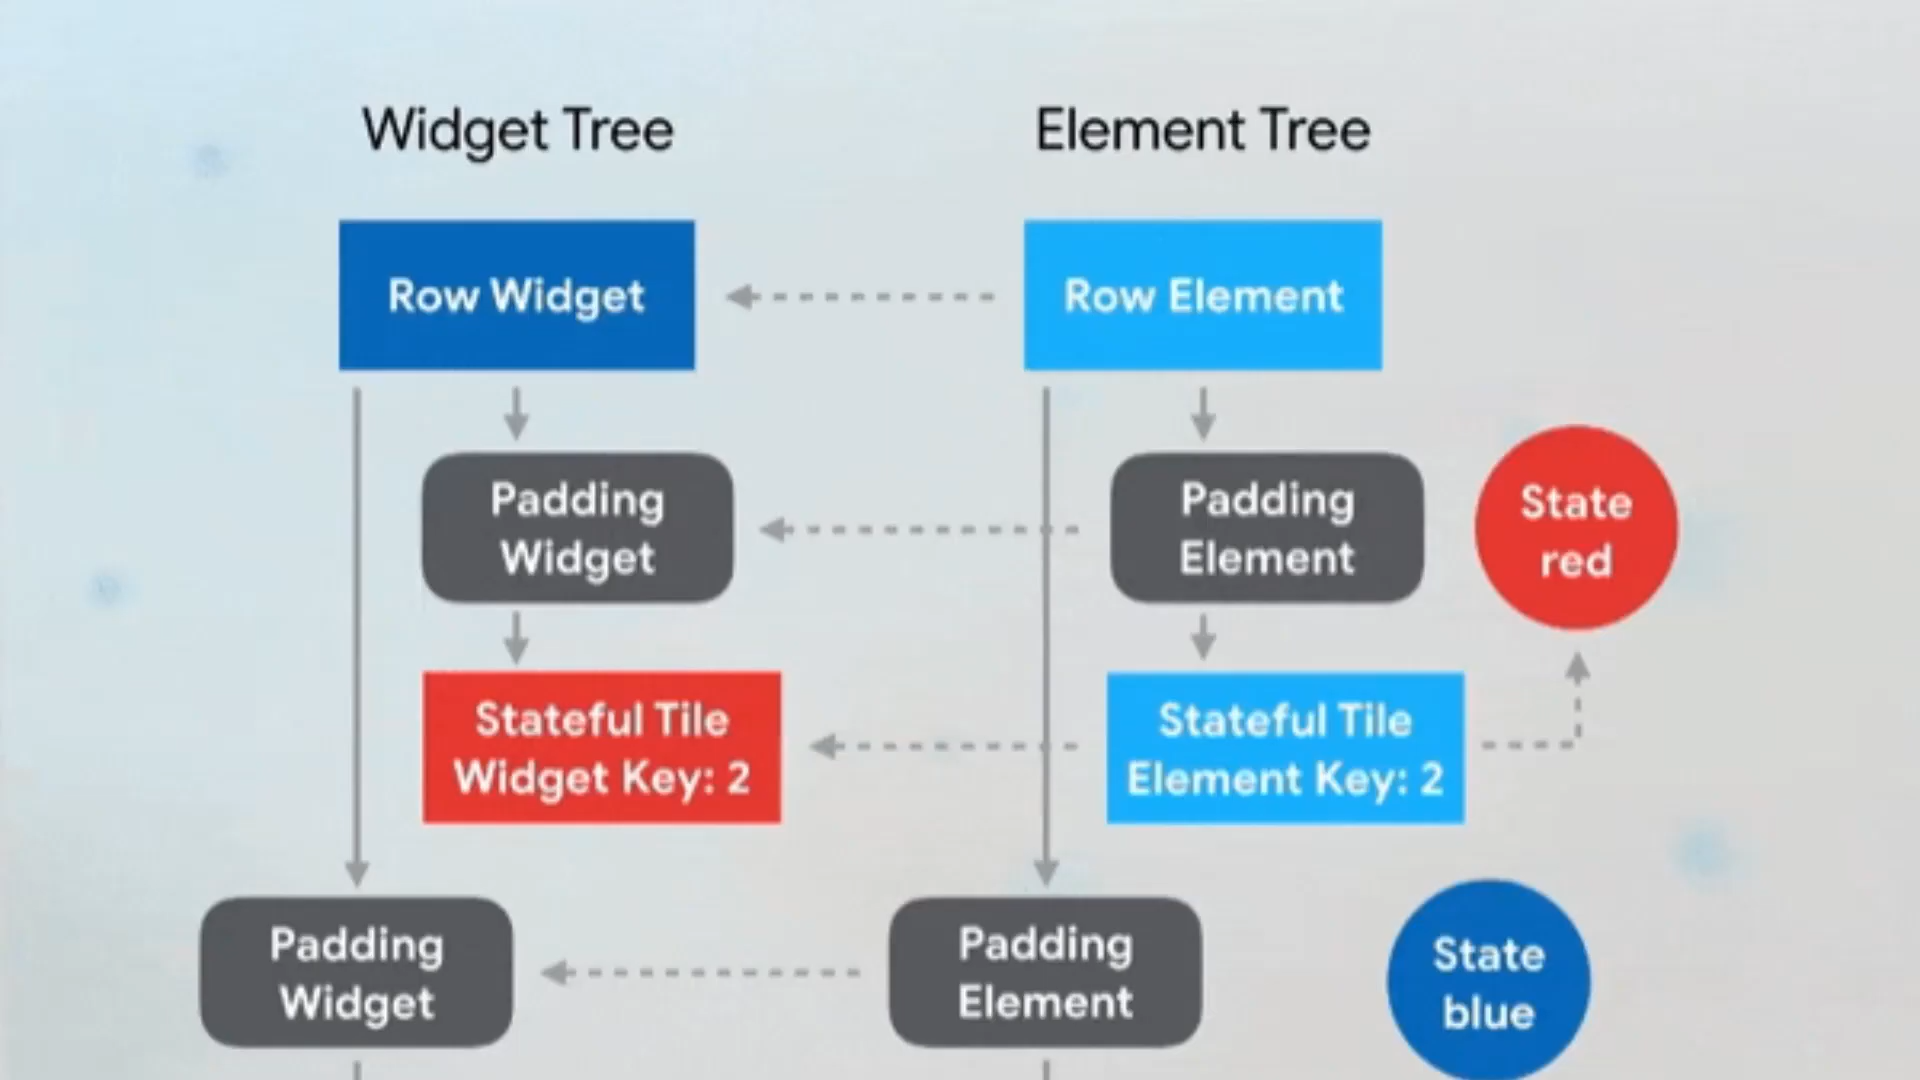 Widget Tree
Element Tree
Row Widget
Row Element
Padding
Widget
Padding
Element
State
red
Stateful Tile
Widget Key: 2
Stateful Tile
Element Key: 2
Padding
Widget
Padding
Element
State
blue